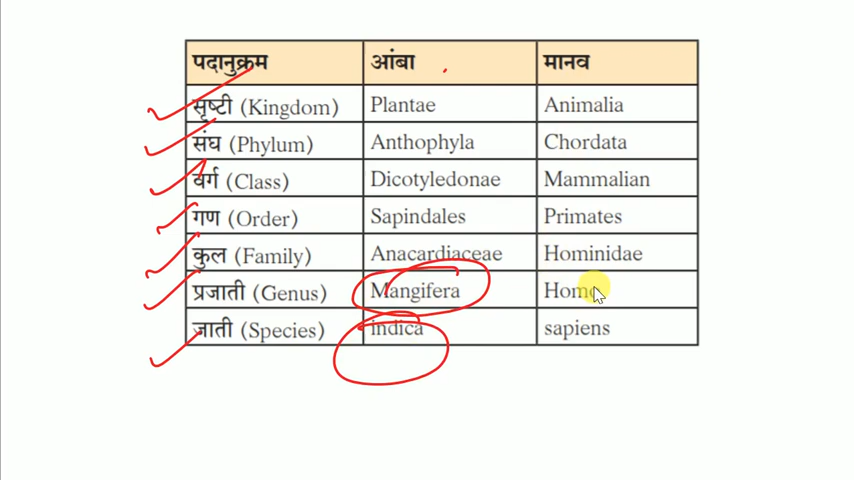 पदानुक्रम आंबा मानव
सृष्टी (Kingdom) Plantae Animalia
संघ (Phylum) Anthophyla Chordata
वर्ग (Class) Dicotyledonae Mammalian
गण (Order) Sapindales Primates
कुल (Family) Anacardiaceae Hominidae
प्रजाती (Genus) Mangifera Homo
जाती (Species) indica sapiens